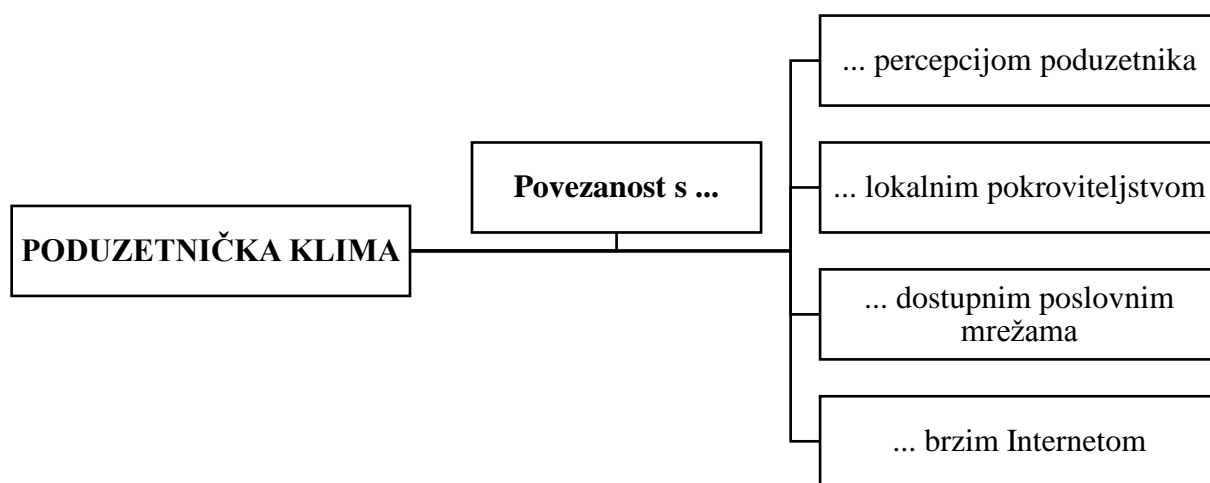 PODUZETNIČKA KLIMA
Povezanost s ...
... percepcijom poduzetnika
... lokalnim pokroviteljstvom
... dostupnim poslovnim
mrežama
... brzim Internetom